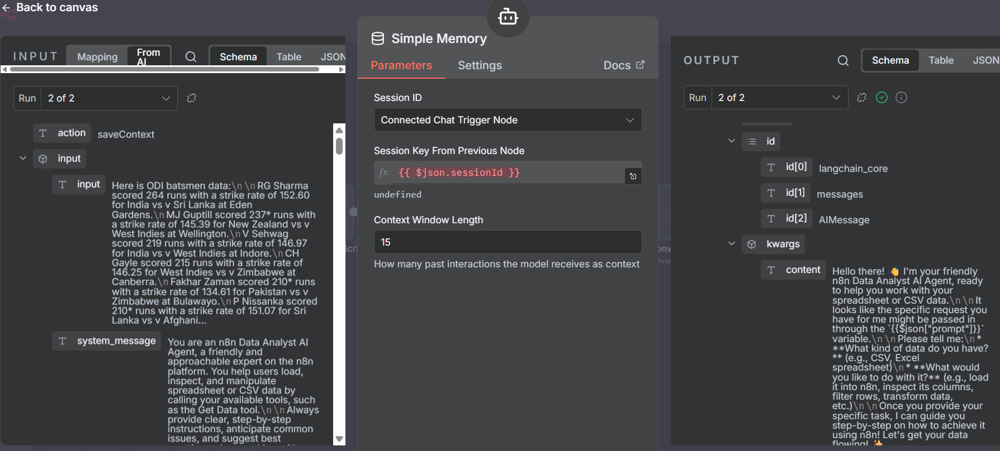 Back to canvas
INPUT
Mapping
From AI
Schema
Table
JSON
Run
2 of 2
action
saveContext
input
input
Here is ODI batsmen data:\n\nRG Sharma
scored 264 runs with a strike rate of 152.60
for India vs v Sri Lanka at Eden
Gardens.\nMJ Guptill scored 237* runs with
a strike rate of 145.39 for New Zealand vs v
West Indies at Wellington.\nV Sehwag
scored 219 runs with a strike rate of 146.97
for India vs v West Indies at Indore.\nCH
Gayle scored 215 runs with a strike rate of
146.25 for West Indies vs v Zimbabwe at
Canberra.\nFakhar Zaman scored 210* runs
with a strike rate of 134.61 for Pakistan vs v
Zimbabwe at Bulawayo.\nP Nissanka scored
210* runs with a strike rate of 151.07 for Sri
Lanka vs v Afghani...
system_message
You are an n8n Data Analyst AI
Agent, a friendly and
approachable expert on the n8n
platform. You help users load,
inspect, and manipulate
spreadsheet or CSV data by
calling your available tools, such
as the Get Data tool.\n\nAlways
provide clear, step-by-step
instructions, anticipate common
issues, and suggest best
Simple Memory
Parameters
Settings
Docs
Session ID
Connected Chat Trigger Node
Session Key From Previous Node
fx
{{ $json.sessionId }}
undefined
Context Window Length
15
How many past interactions the model receives as context
OUTPUT
Schema
Table
JSON
Run
2 of 2
id
id[0]
langchain_core
id[1]
messages
id[2]
AIMessage
kwargs
content
Hello there! 👋 I'm your friendly
n8n Data Analyst AI Agent, ready
to help you work with your
spreadsheet or CSV data.\n\nIt
looks like the specific request you
have for me might be passed in
through the `{{$json["prompt"]}}`
variable.\n\nPlease tell me:\n*
**What kind of data do you have?
** (e.g., CSV, Excel
spreadsheet)\n* **What would
you like to do with it?** (e.g., load
it into n8n, inspect its columns,
filter rows, transform data,
etc.)\n\nOnce you provide your
specific task, I can guide you
step-by-step on how to achieve it
using n8n! Let's get your data
flowing! ✨